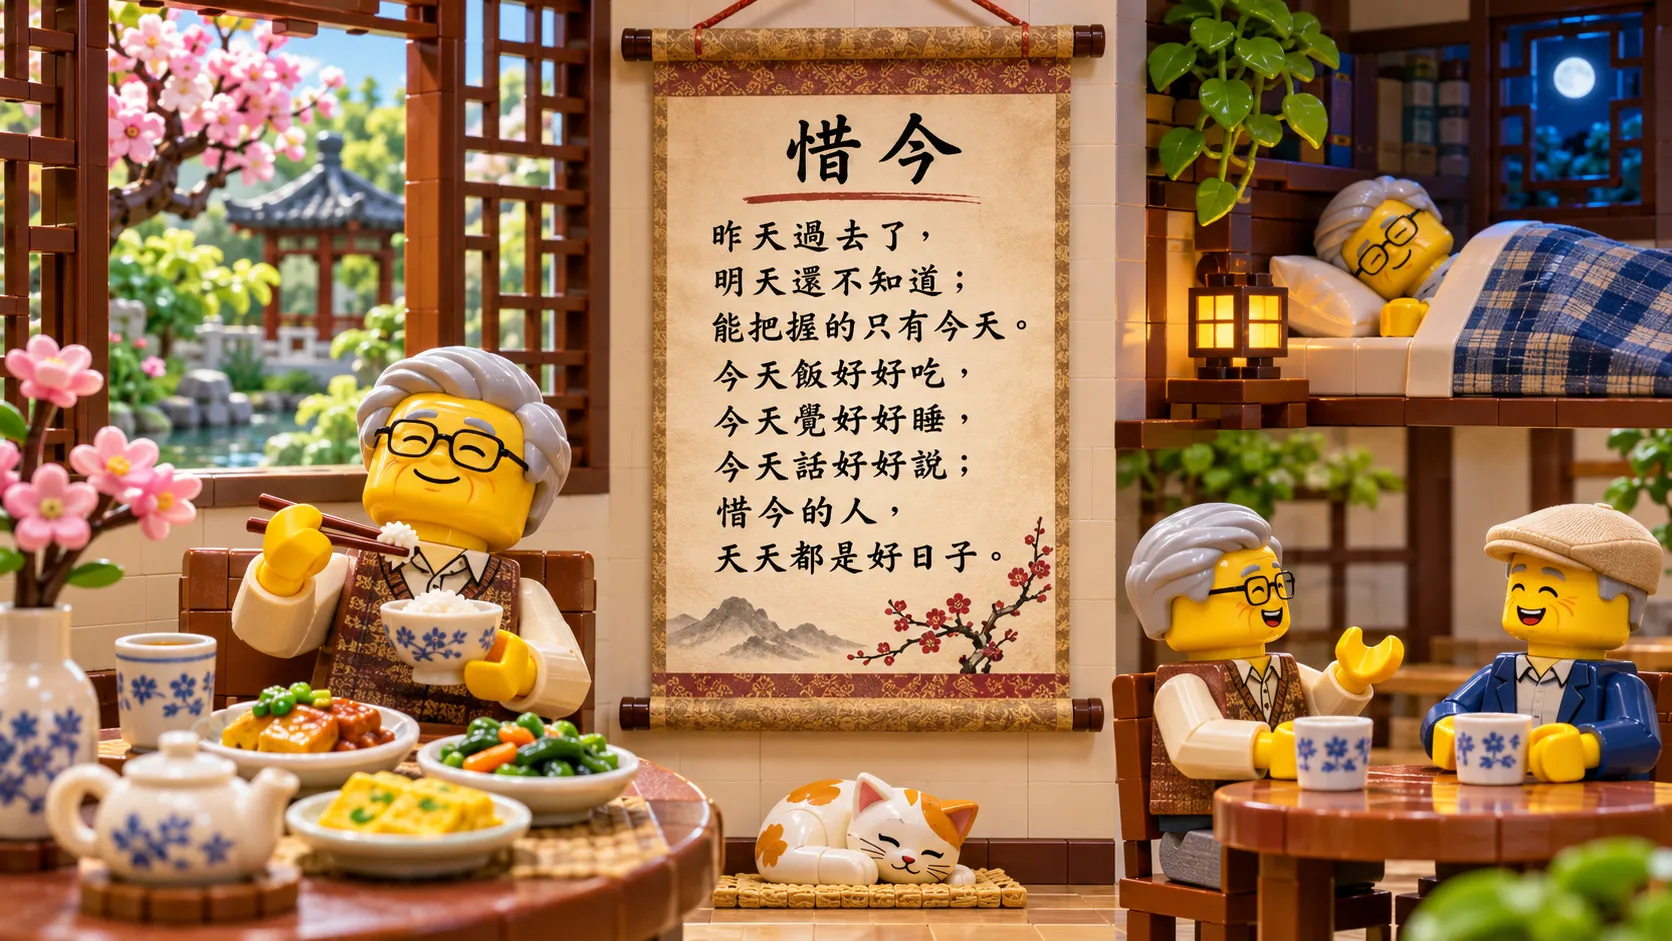 惜今
昨天過去了，
明天還不知道；
能把握的只有今天。
今天飯好好吃，
今天覺好好睡，
今天話好好說；
惜今的人，
天天都是好日子。